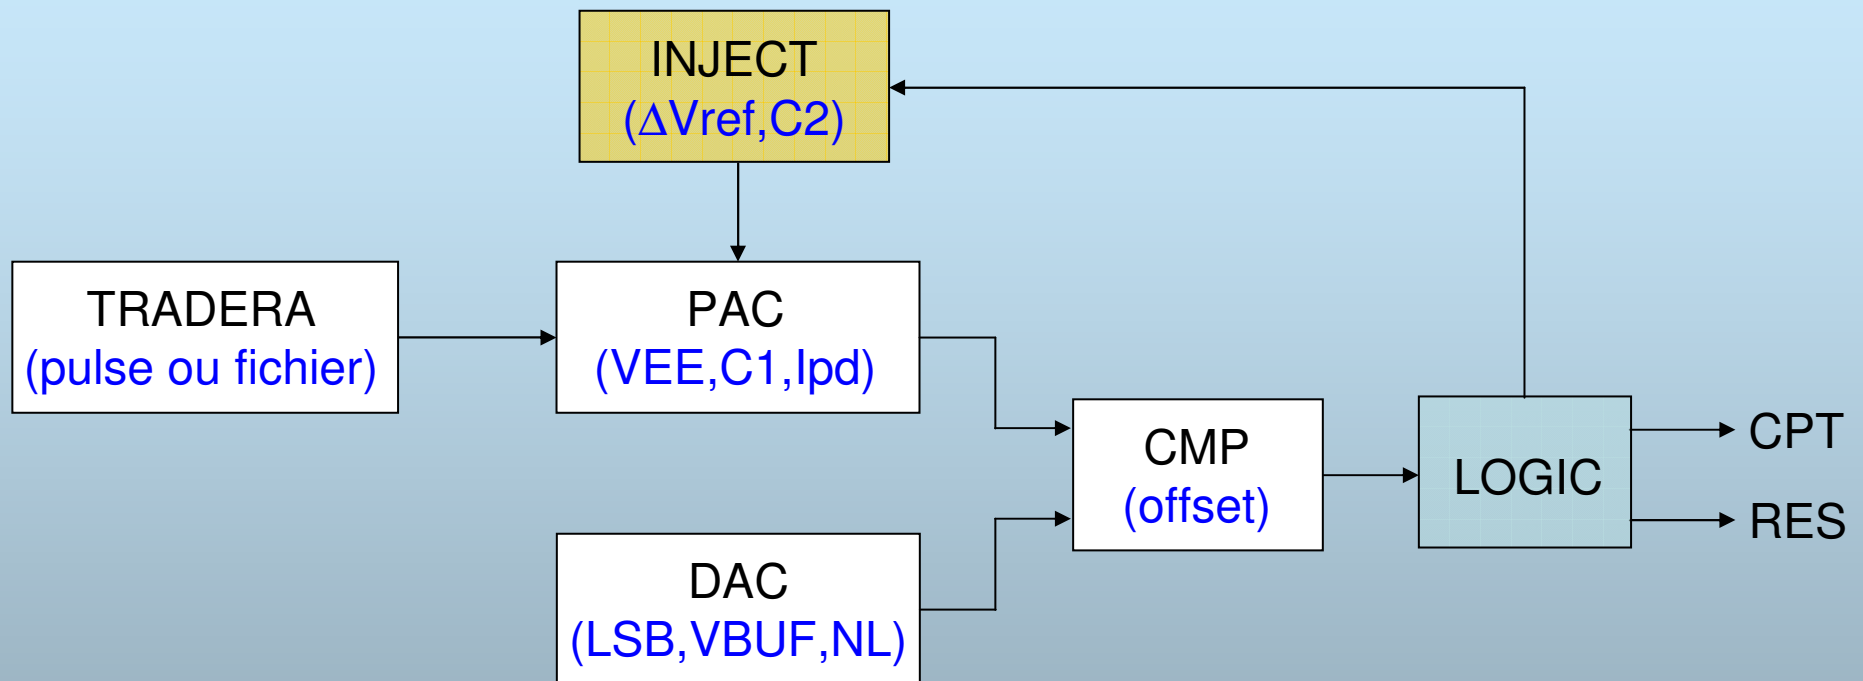 INJECT
(ΔVref,C2)
TRADERA
(pulse ou fichier)
PAC
(VEE,C1,Ipd)
CMP
(offset)
LOGIC
CPT
RES
DAC
(LSB,VBUF,NL)